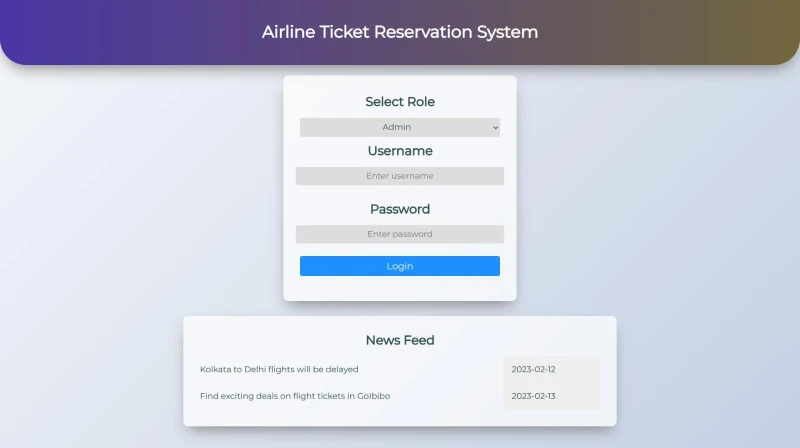 Airline Ticket Reservation System
Select Role
Admin
Username
Enter username
Password
Enter password
Login
News Feed
Kolkata to Delhi flights will be delayed 2023-02-12
Find exciting deals on flight tickets in GoIbibo 2023-02-13